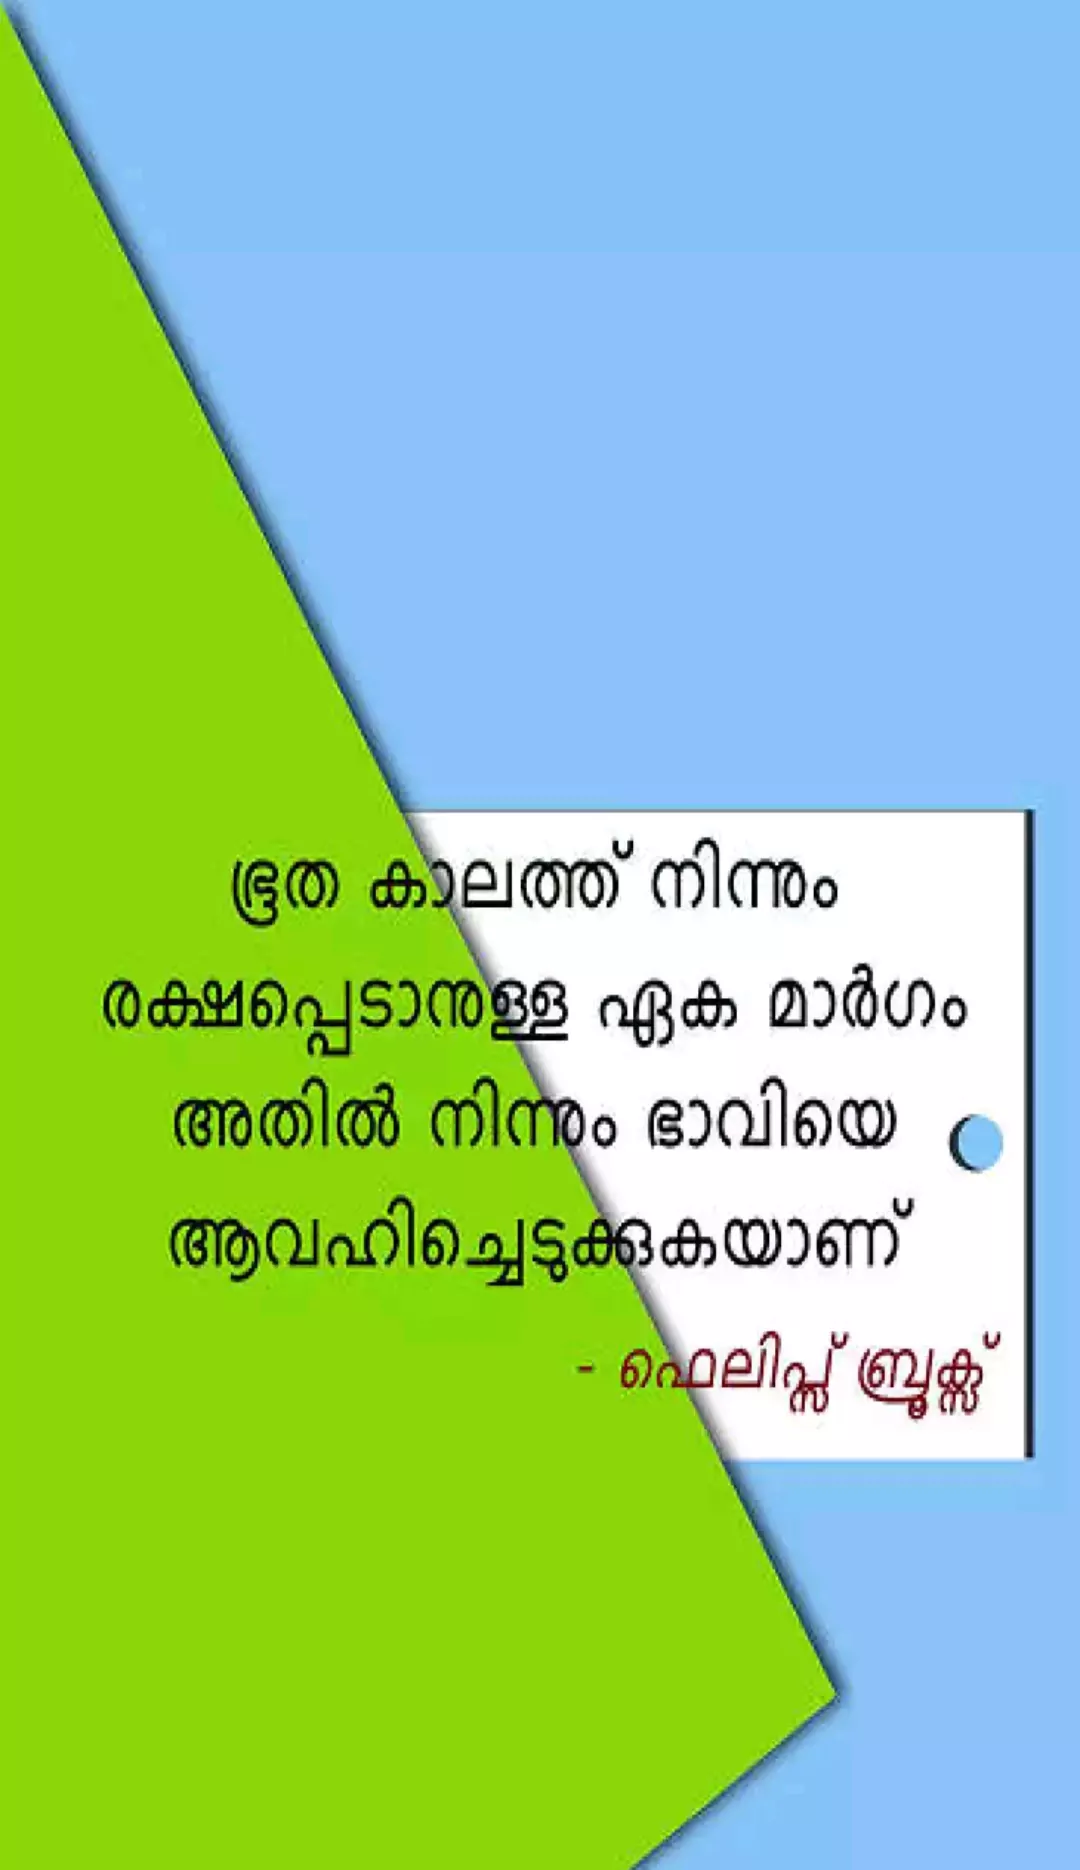 ഭൂത കാലത്ത് നിന്നും
രക്ഷപ്പെടാനുള്ള ഏക മാർഗം
അതിൽ നിന്നും ഭാവിയെ
ആവഹിച്ചെടുക്കുകയാണ്
- ഫെലിപ്സ് ബ്രൂക്സ്